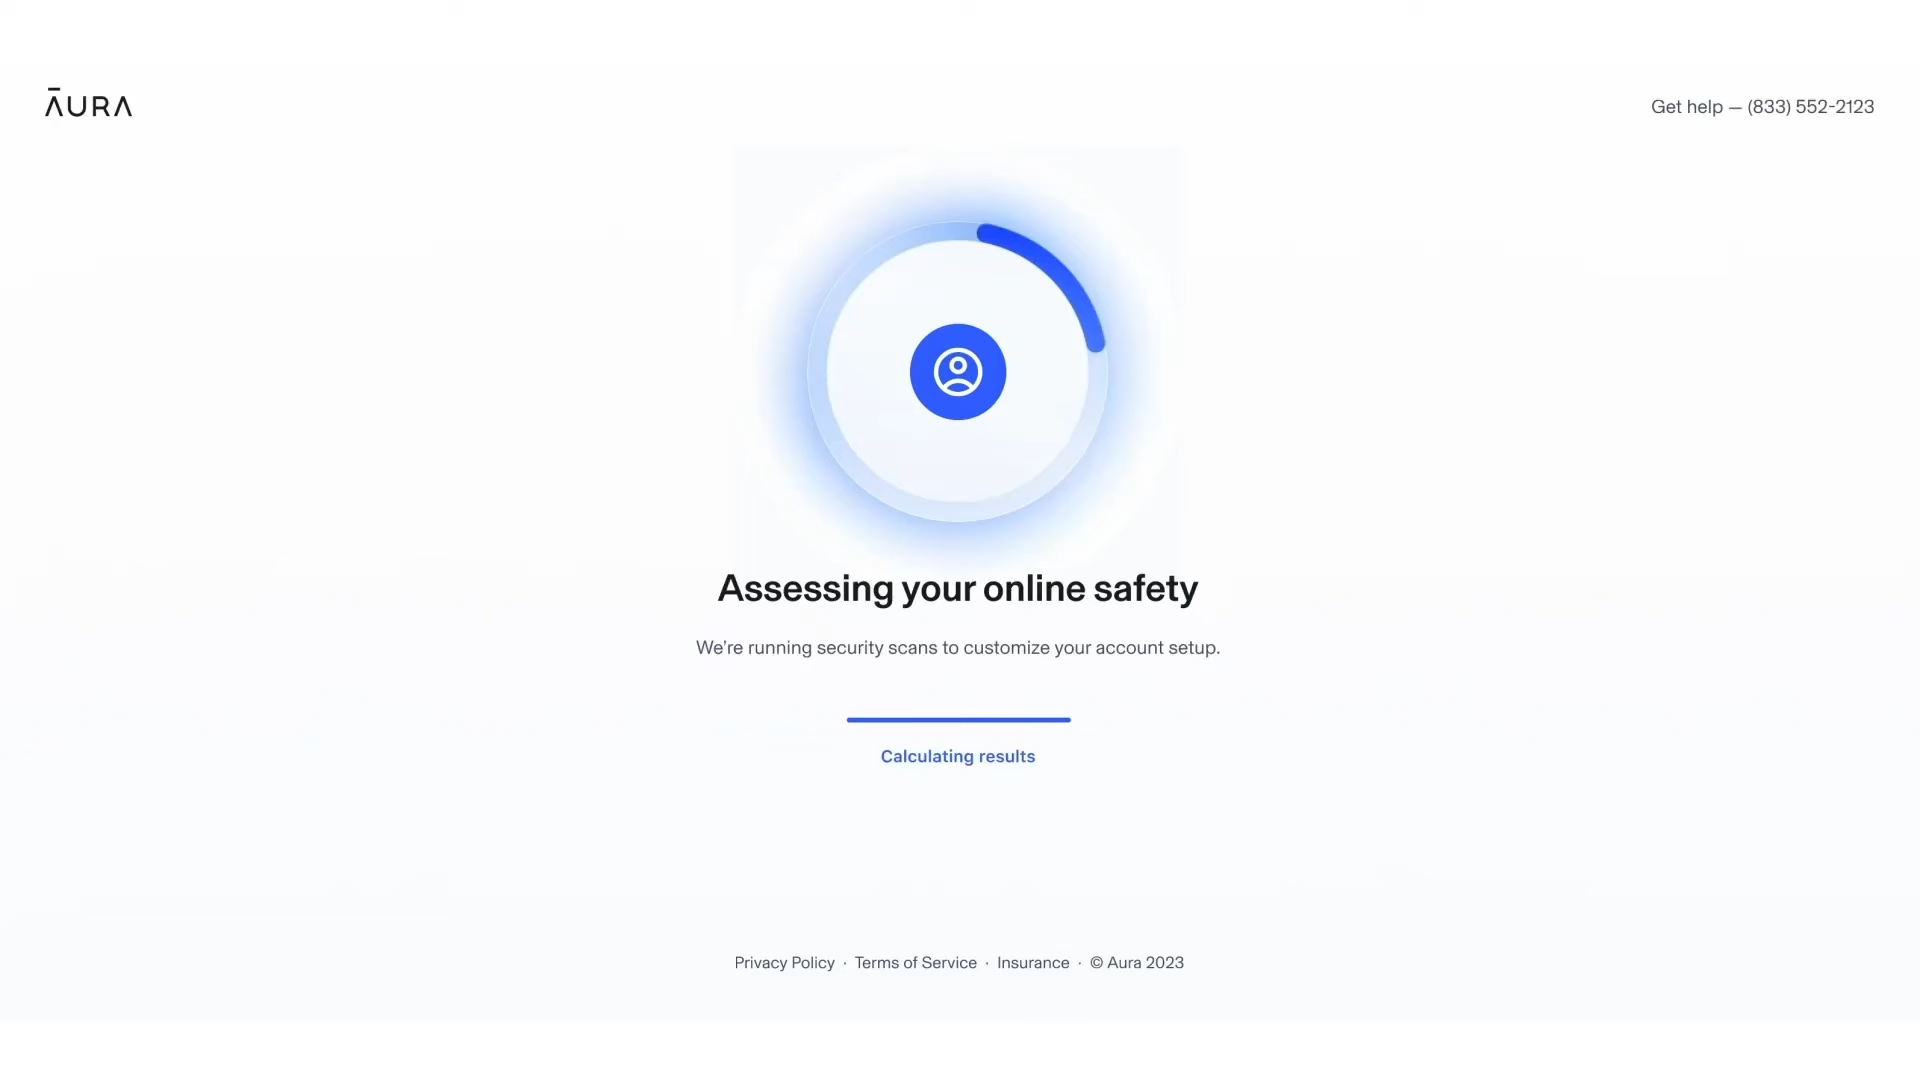 ĀURA
Get help — (833) 552-2123
Assessing your online safety
We're running security scans to customize your account setup.
Calculating results
Privacy Policy · Terms of Service · Insurance · © Aura 2023